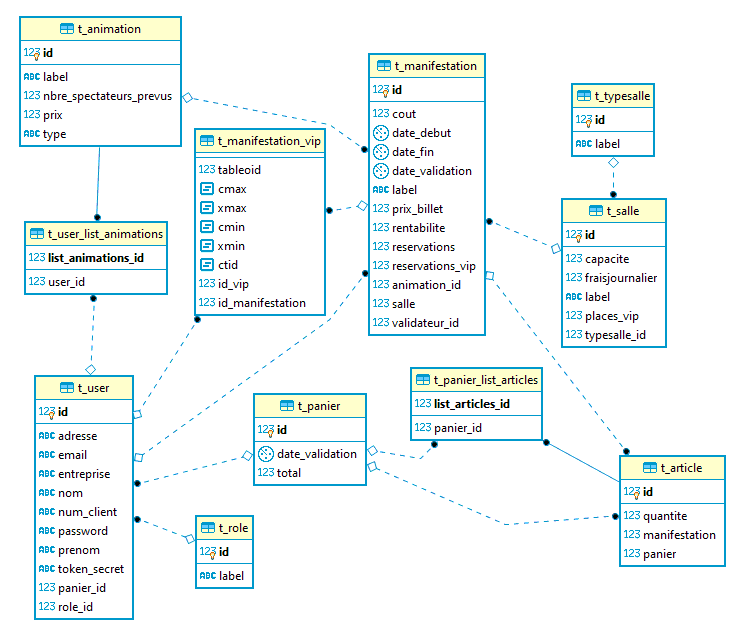 t_animation
123 id
ABC label
123 nbre_spectateurs_prevus
123 prix
ABC type
t_manifestation
123 id
123 cout
date_debut
date_fin
date_validation
ABC label
123 prix_billet
123 rentabilite
123 reservations
123 reservations_vip
123 animation_id
123 salle
123 validateur_id
t_typesalle
123 id
ABC label
t_manifestation_vip
123 tableoid
cmax
xmax
cmin
xmin
ctid
123 id_vip
123 id_manifestation
t_salle
123 id
123 capacite
123 fraisjournalier
ABC label
123 places_vip
123 typesalle_id
t_user_list_animations
123 list_animations_id
123 user_id
t_user
123 id
ABC adresse
ABC email
ABC entreprise
ABC nom
ABC num_client
ABC password
ABC prenom
ABC token_secret
123 panier_id
123 role_id
t_panier
123 id
date_validation
123 total
t_panier_list_articles
123 list_articles_id
123 panier_id
t_article
123 id
123 quantite
123 manifestation
123 panier
t_role
123 id
ABC label